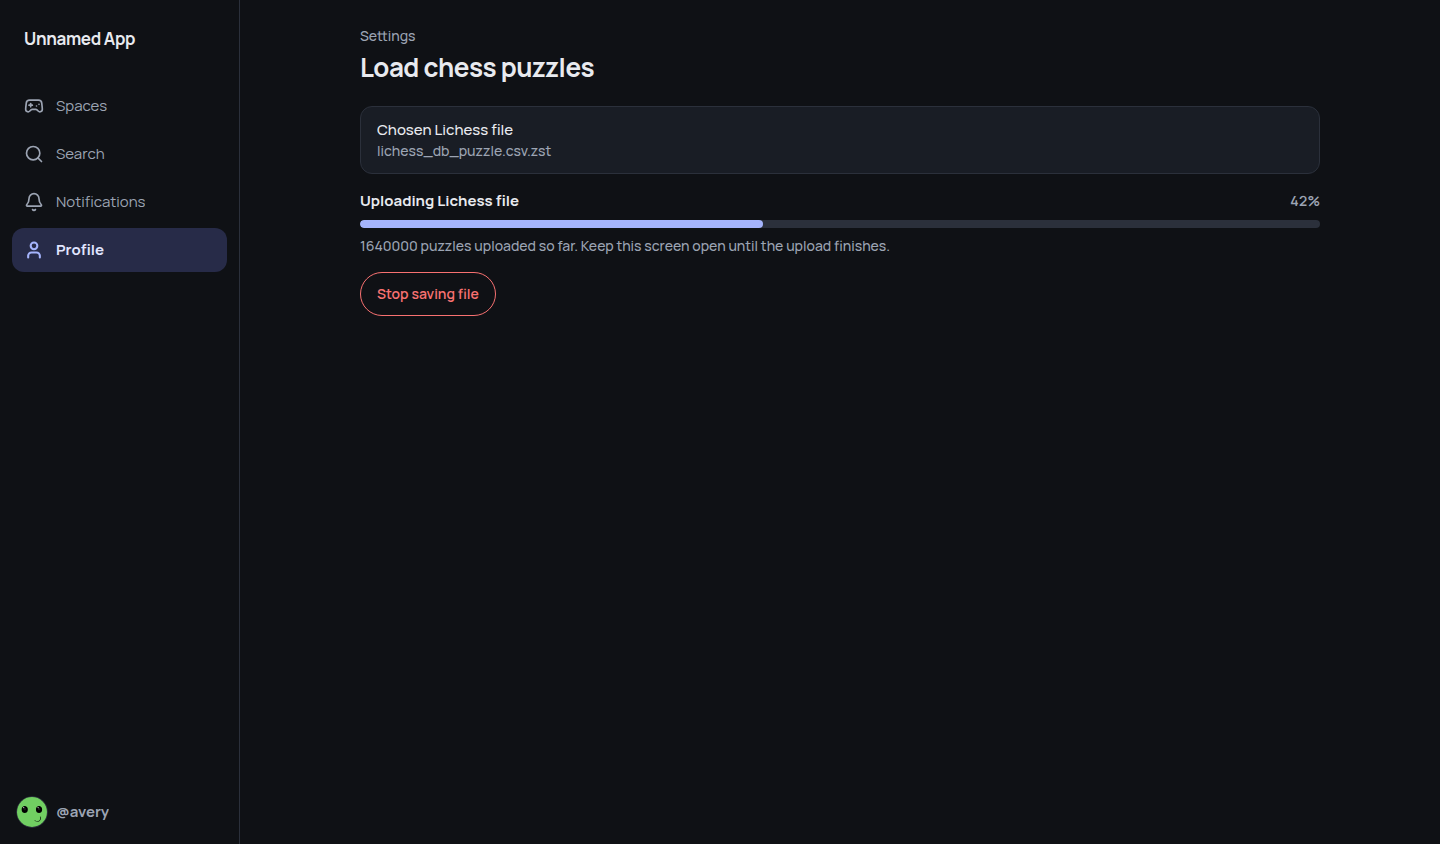 Unnamed App
Spaces
Search
Notifications
Profile
@avery
Settings
Load chess puzzles
Chosen Lichess file
lichess_db_puzzle.csv.zst
Uploading Lichess file 42%
1640000 puzzles uploaded so far. Keep this screen open until the upload finishes.
Stop saving file